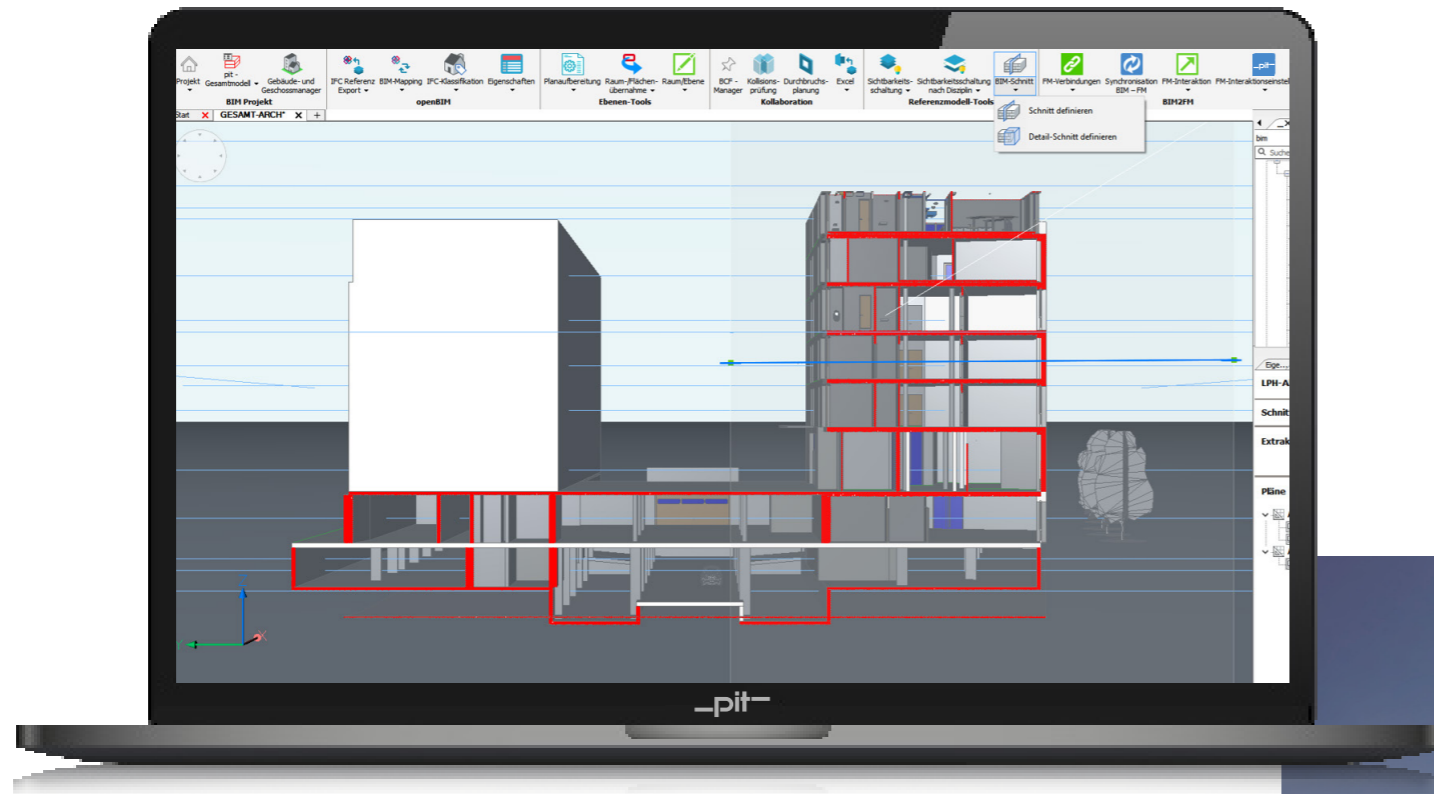 Projekt
pit -
Gesamtmodel
Gebäude- und
Geschossmanager
BIM Projekt
IFC Referenz
Export
BIM-Mapping
IFC-Klassifikation
Eigenschaften
openBIM
Planaufbereitung
Raum-/Flächen-
übernahme
Raum/Ebene
Ebenen-Tools
BCF -
Manager
Kollisions-
prüfung
Durchbruchs-
planung
Excel
Kollaboration
Sichtbarkeits-
schaltung
Sichtbarkeitsschaltung
nach Disziplin
BIM-Schnitt
Referenzmodell-Tools
FM-Verbindungen
Synchronisation
BIM – FM
FM-Interaktion
FM-Interaktionseinstel
BIM2FM
Schnitt definieren
Detail-Schnitt definieren
Start X GESAMT-ARCH* X +
bim
Suche
Eige...
LPH-A
Schnit
Extrak
Pläne
_pit_